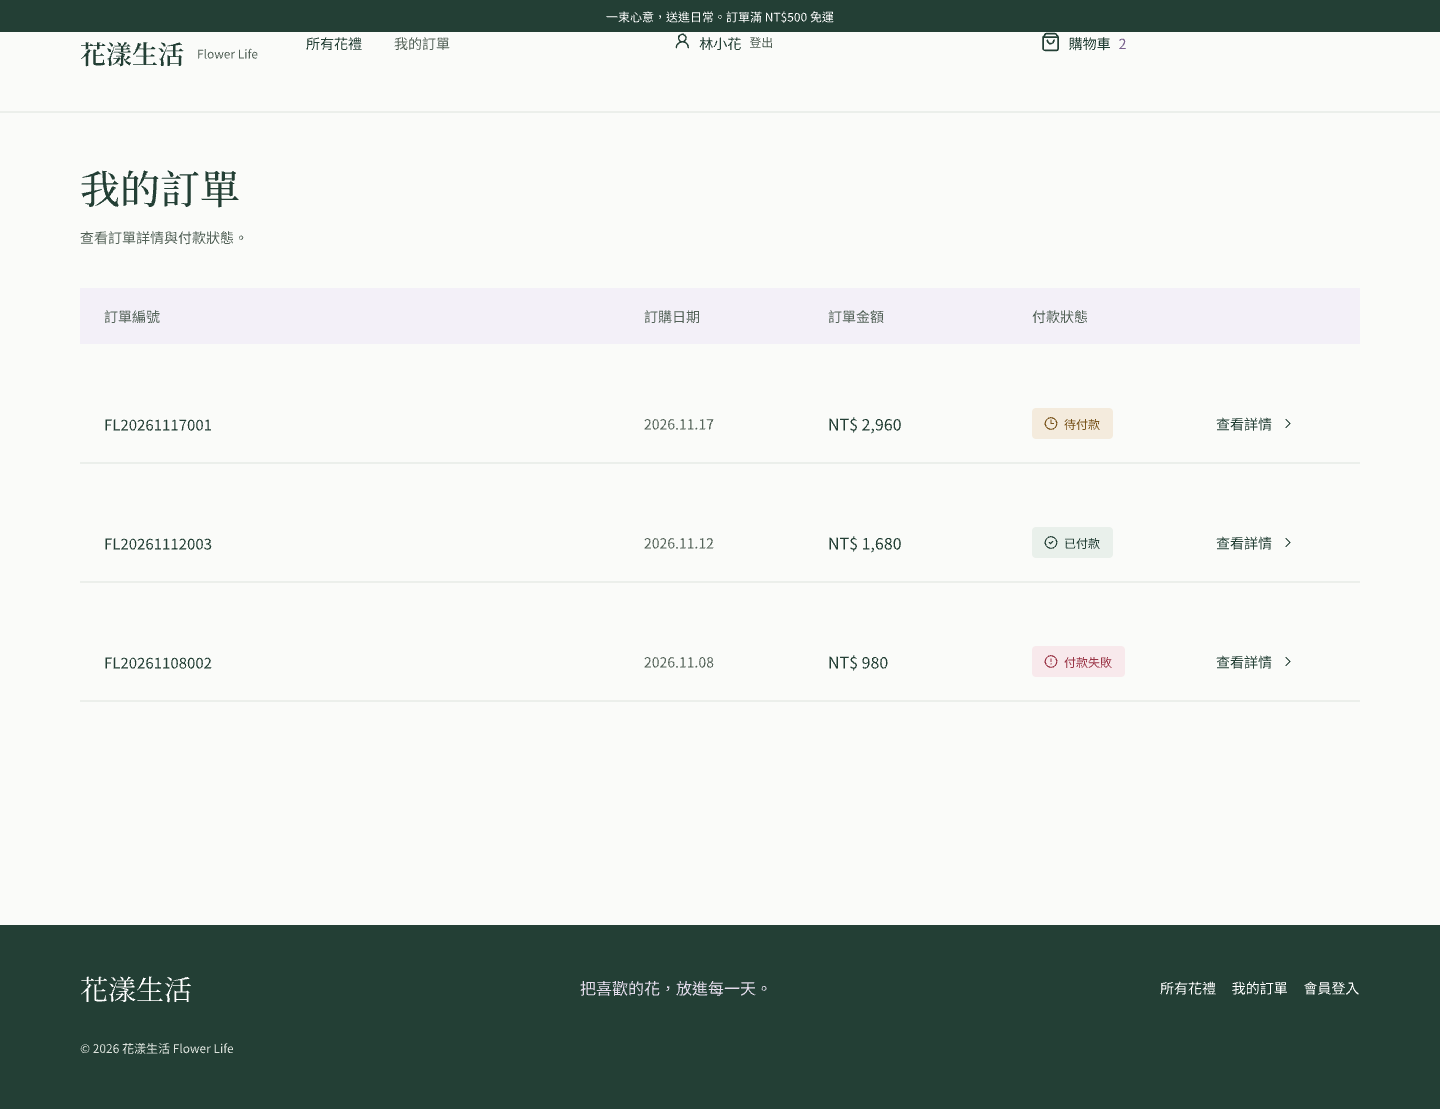 一束心意，送進日常。訂單滿 NT$500 免運
花漾生活 Flower Life 所有花禮 我的訂單 林小花 登出 購物車 2
我的訂單
查看訂單詳情與付款狀態。
訂單編號 訂購日期 訂單金額 付款狀態
FL20261117001 2026.11.17 NT$ 2,960 待付款 查看詳情
FL20261112003 2026.11.12 NT$ 1,680 已付款 查看詳情
FL20261108002 2026.11.08 NT$ 980 付款失敗 查看詳情
花漾生活 把喜歡的花，放進每一天。 所有花禮 我的訂單 會員登入
© 2026 花漾生活 Flower Life